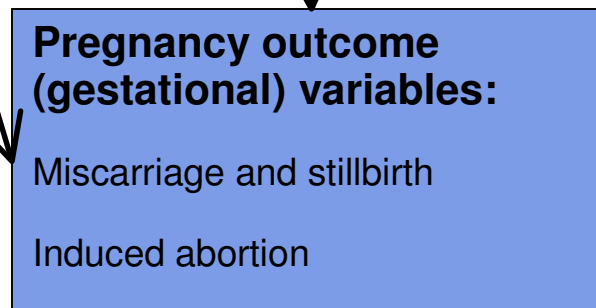 Pregnancy outcome
(gestational) variables:
Miscarriage and stillbirth
Induced abortion